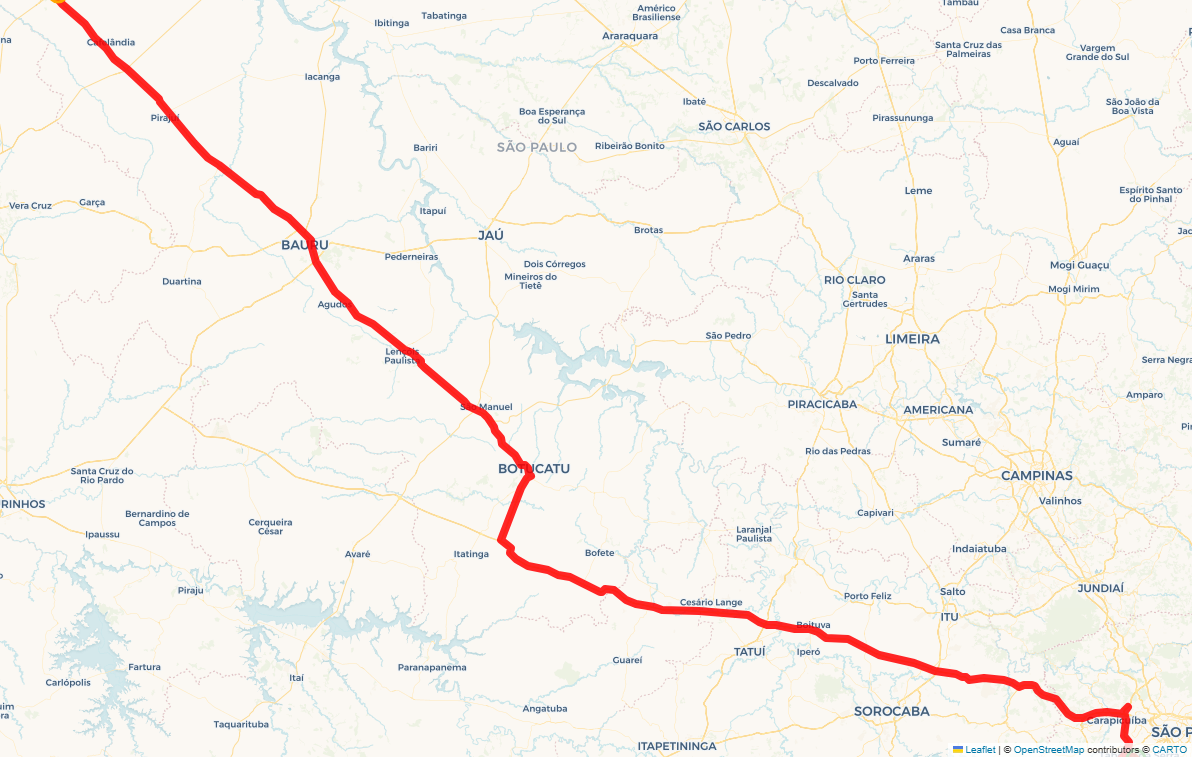 Américo
Brasiliense
Tambaú
Ibitinga
Tabatinga
Casa Branca
Araraquara
Cafelândia
Santa Cruz das
Palmeiras
Vargem
Grande do Sul
Porto Ferreira
Iacanga
Descalvado
Ibaté
São João da
Boa Vista
Boa Esperança
do Sul
Pirajuí
Pirassununga
SÃO CARLOS
Aguaí
Bariri
SÃO PAULO
Ribeirão Bonito
Leme
Espírito Santo
do Pinhal
Vera Cruz
Garça
Itapuí
Brotas
JAÚ
BAURU
Pederneiras
Araras
Dois Córregos
Mogi Guaçu
Mineiros do
Tietê
Duartina
RIO CLARO
Mogi Mirim
Santa
Gertrudes
Agudos
São Pedro
LIMEIRA
Lençóis
Paulista
Serra Negra
Amparo
São Manuel
PIRACICABA
AMERICANA
Sumaré
Rio das Pedras
BOTUCATU
Santa Cruz do
Rio Pardo
CAMPINAS
Valinhos
RINHOS
Bernardino de
Campos
Capivari
Cerqueira
César
Ipaussu
Laranjal
Paulista
Indaiatuba
Avaré
Itatinga
Bofete
Piraju
JUNDIAÍ
Salto
Porto Feliz
Cesário Lange
ITU
Boituva
TATUÍ
Iperó
Guareí
Fartura
Paranapanema
Itaí
Carlópolis
Angatuba
SOROCABA
Taquarituba
Carapicuíba
SÃO P
ITAPETININGA
Leaflet | © OpenStreetMap contributors © CARTO